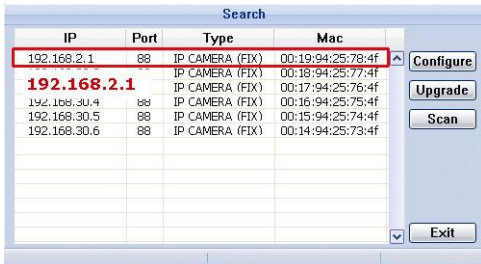 Search
IP Port Type Mac
192.168.2.1 88 IP CAMERA (FIX) 00:19:94:25:78:4f Configure
IP CAMERA (FIX) 00:18:94:25:77:4f
192.168.2.1 IP CAMERA (FIX) 00:17:94:25:76:4f Upgrade
192.168.30.4 88 IP CAMERA (FIX) 00:16:94:25:75:4f
192.168.30.5 88 IP CAMERA (FIX) 00:15:94:25:74:4f Scan
192.168.30.6 88 IP CAMERA (FIX) 00:14:94:25:73:4f
Exit